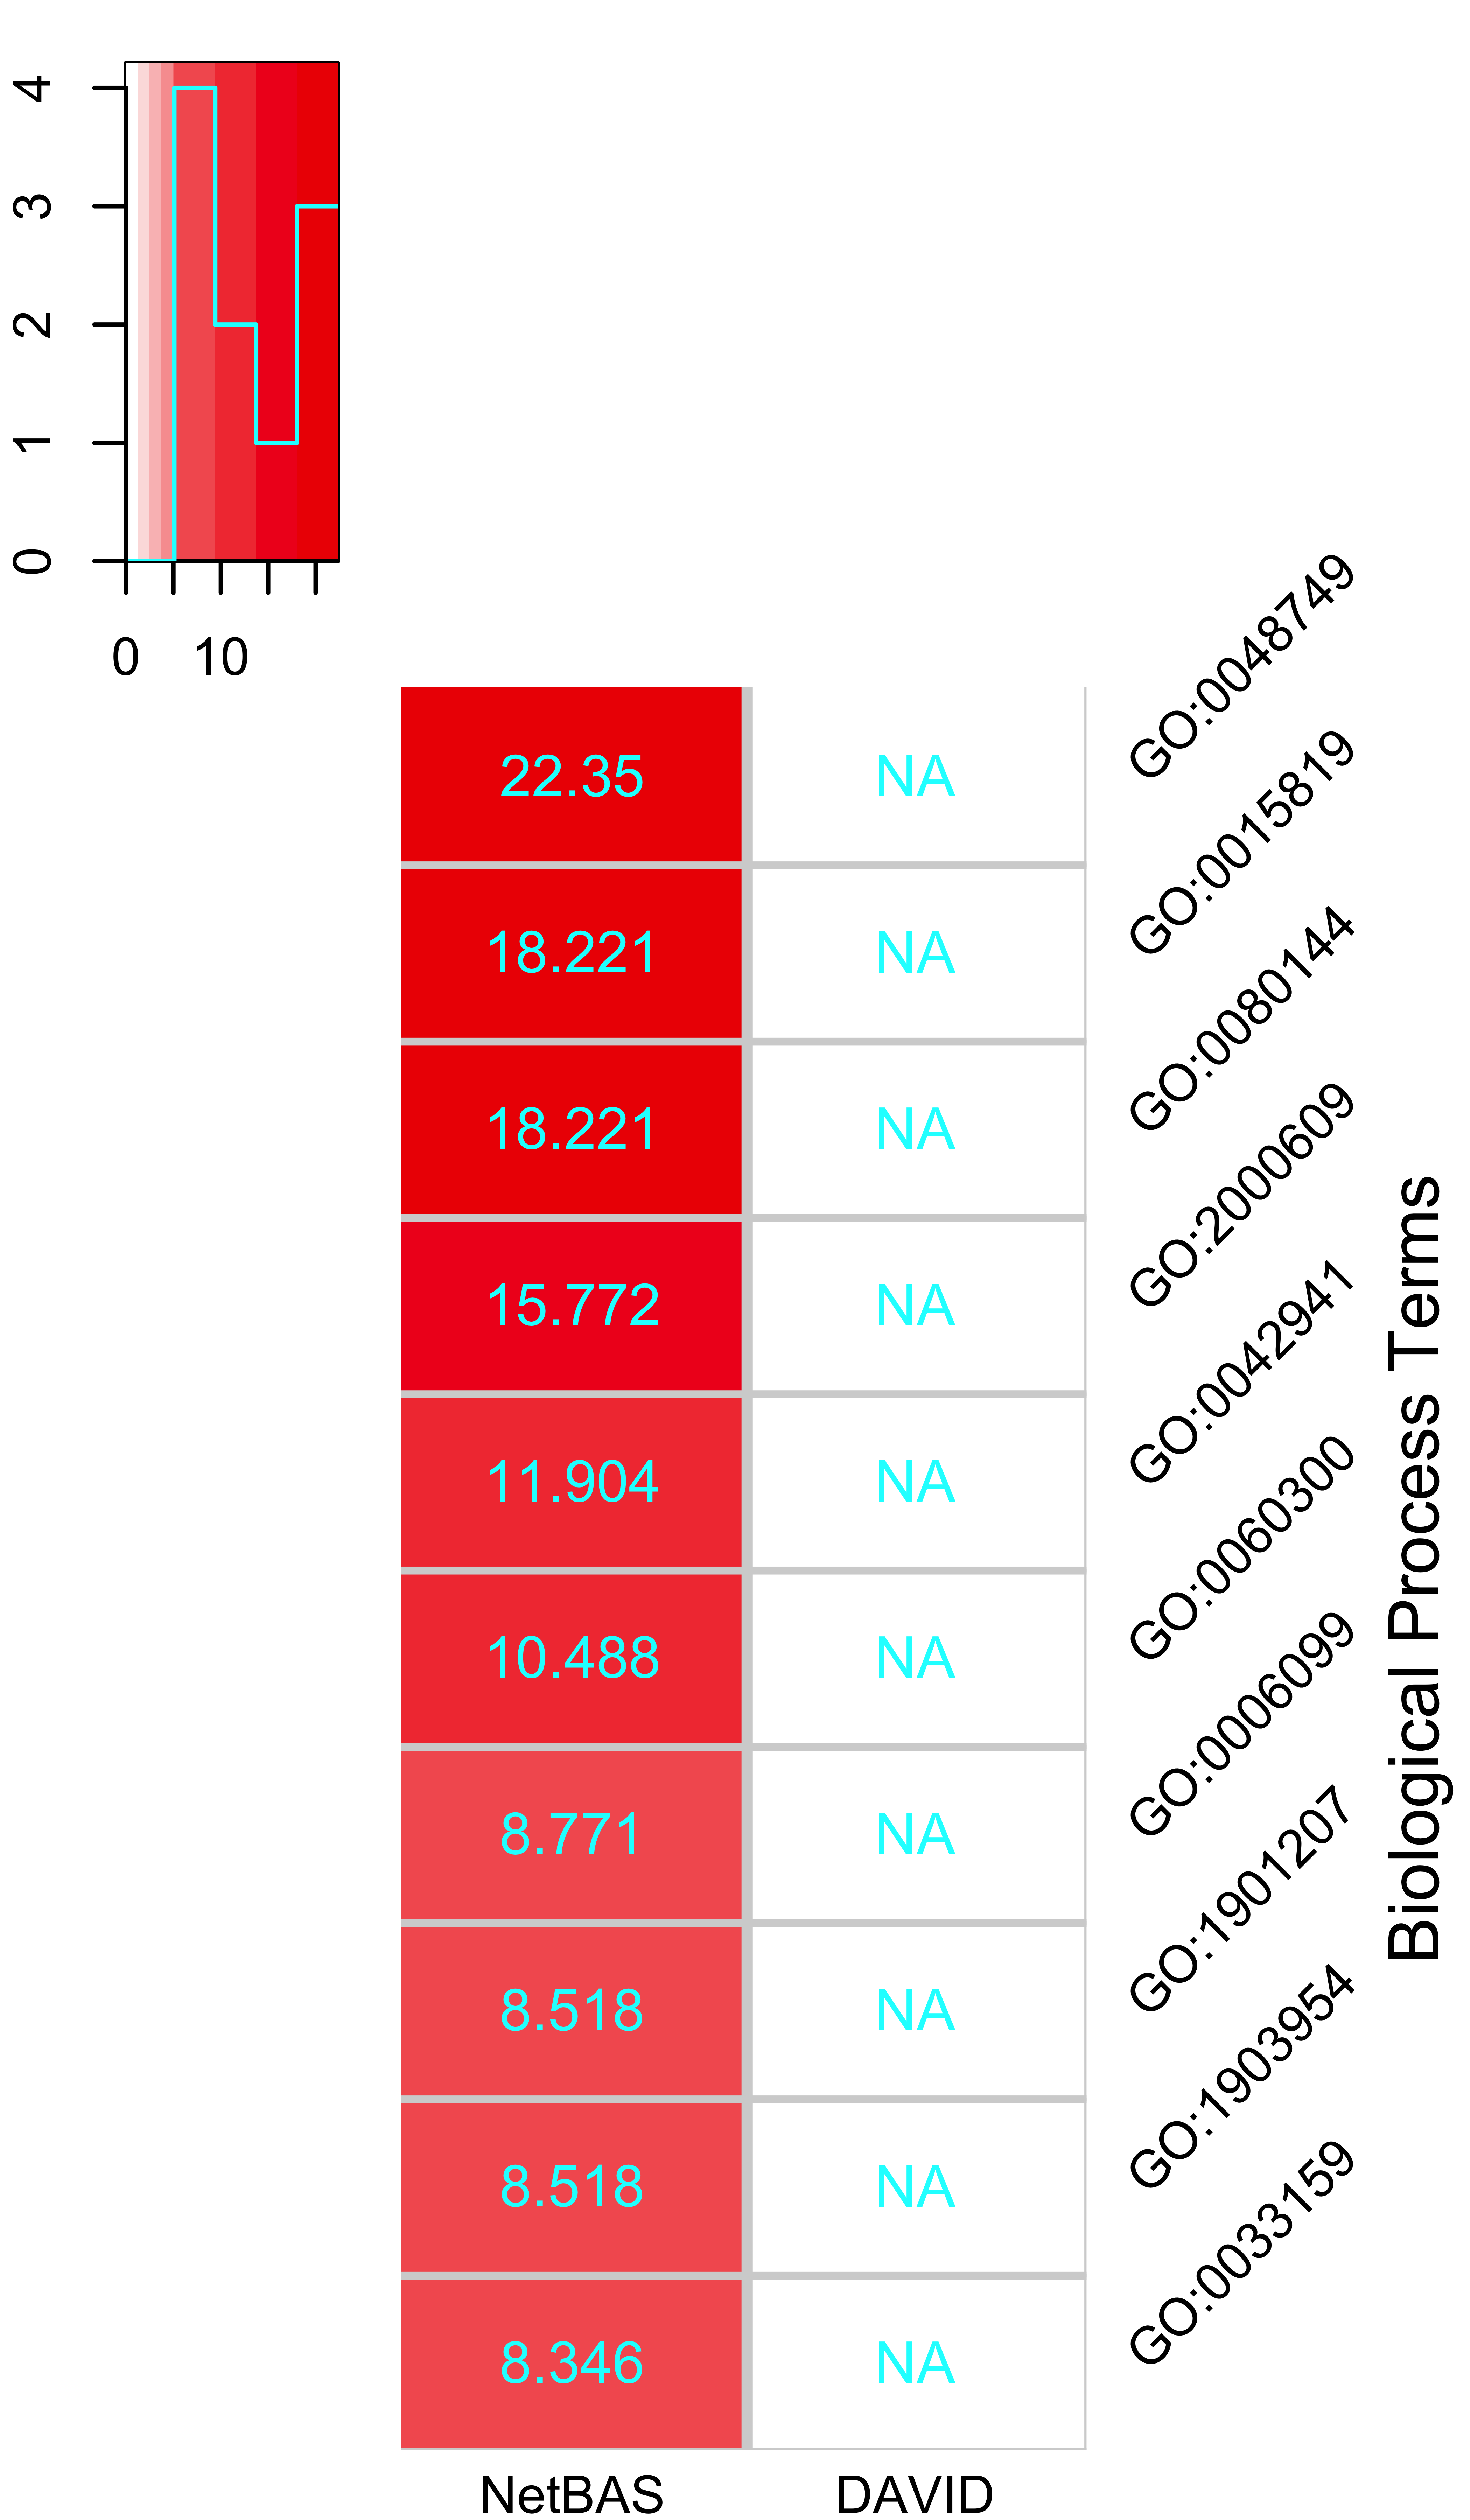 4
3
2
1
0
0 10
22.35 NA GO:0048749
18.221 NA GO:0015819
18.221 NA GO:0080144
15.772 NA GO:2000609
11.904 NA GO:0042941
10.488 NA GO:0060300
8.771 NA GO:0006099
8.518 NA GO:1901207
8.518 NA GO:1903954
8.346 NA GO:0033159
Biological Process Terms
NetBAS DAVID